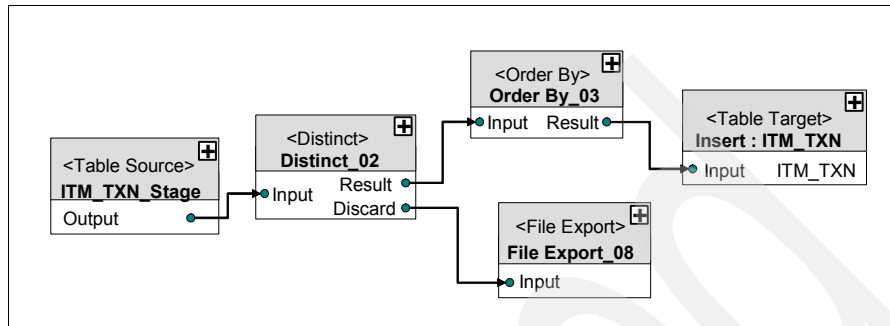 <Table Source>
ITM_TXN_Stage
Output
<Distinct>
Distinct_02
Input
Result
Discard
<Order By>
Order By_03
Input Result
<Table Target>
Insert : ITM_TXN
Input ITM_TXN
<File Export>
File Export_08
Input